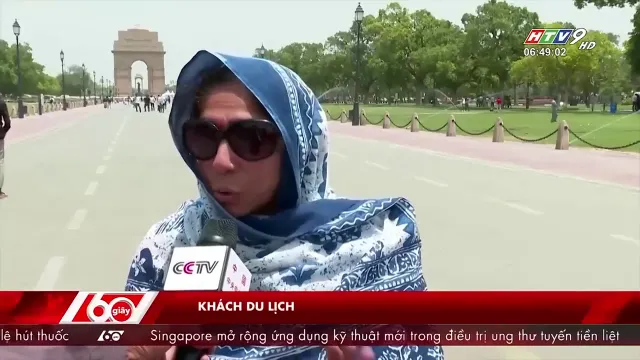 HTV9 HD
06:49:02
CCTV
KHÁCH DU LỊCH
60 giây
lệ hút thuốc
60
Singapore mở rộng ứng dụng kỹ thuật mới trong điều trị ung thư tuyến tiền liệt